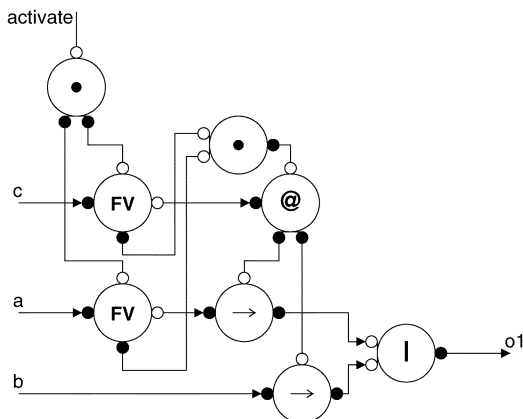 activate
•
•
c
FV
@
a
FV
→
|
o1
b
→